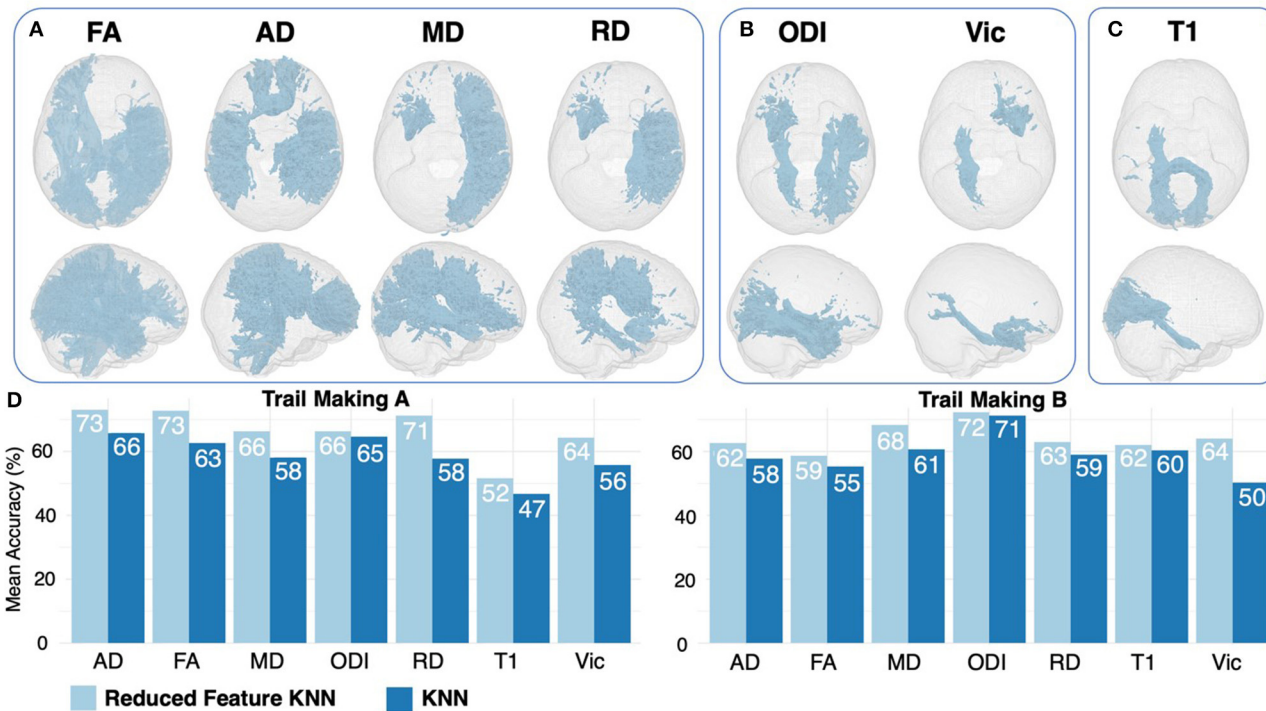 A FA AD MD RD
B ODI Vic
C T1
D
Trail Making A
Mean Accuracy (%)
60
40
20
0
73 66 73 63 66 58 66 65 71 58 52 47 64 56
AD FA MD ODI RD T1 Vic
Trail Making B
60
40
20
0
62 58 59 55 68 61 72 71 63 59 62 60 64 50
AD FA MD ODI RD T1 Vic
Reduced Feature KNN KNN